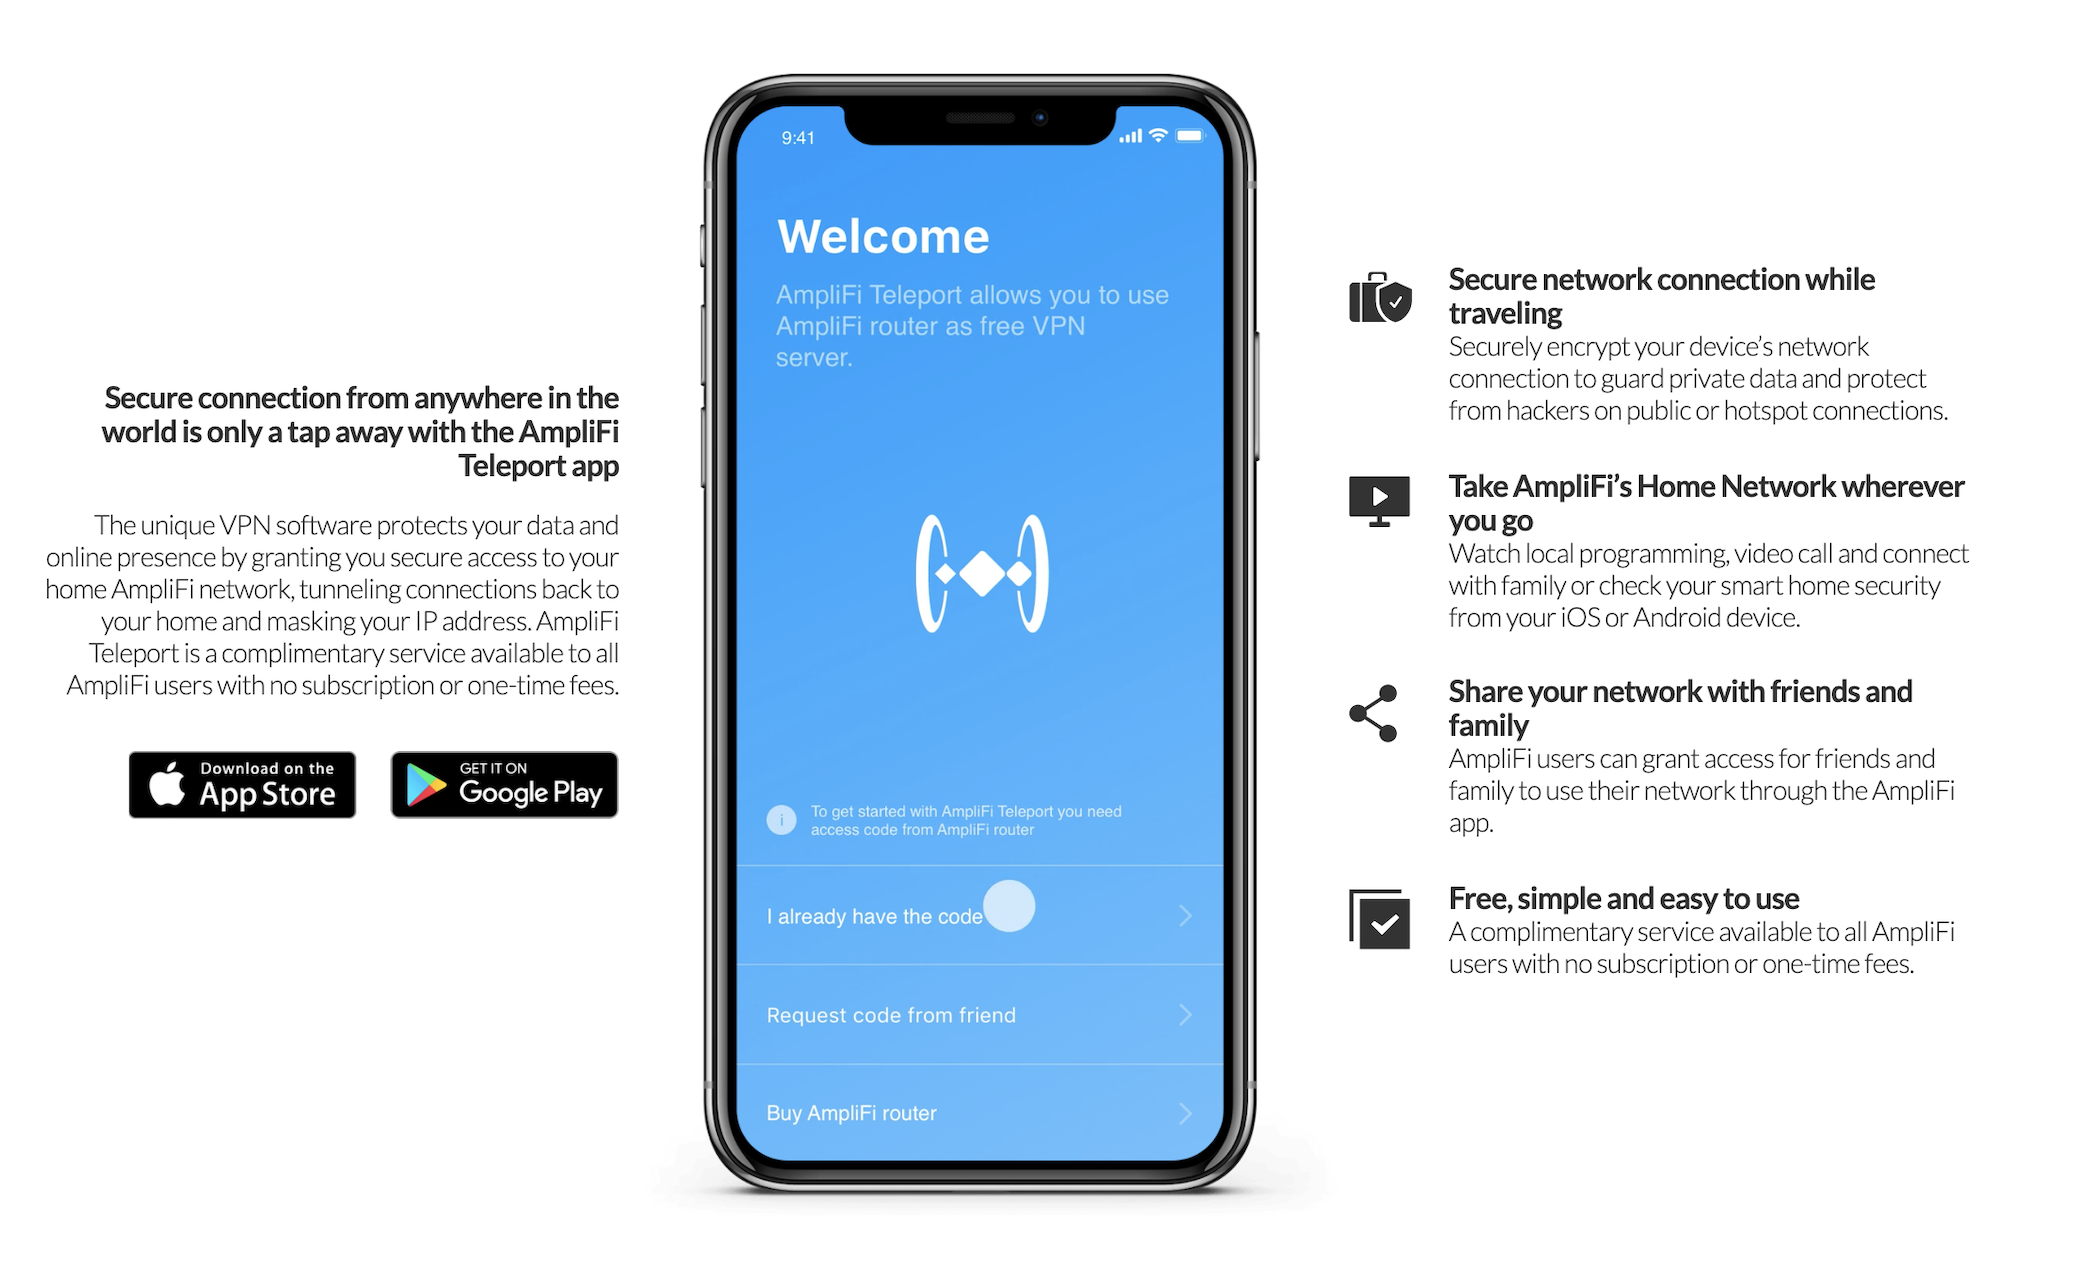 Secure connection from anywhere in the
world is only a tap away with the AmpliFi
Teleport app
The unique VPN software protects your data and
online presence by granting you secure access to your
home AmpliFi network, tunneling connections back to
your home and masking your IP address. AmpliFi
Teleport is a complimentary service available to all
AmpliFi users with no subscription or one-time fees.
Download on the
App Store
GET IT ON
Google Play
9:41
Welcome
AmpliFi Teleport allows you to use
AmpliFi router as free VPN
server.
i
To get started with AmpliFi Teleport you need
access code from AmpliFi router
I already have the code
Request code from friend
Buy AmpliFi router
Secure network connection while
traveling
Securely encrypt your device’s network
connection to guard private data and protect
from hackers on public or hotspot connections.
Take AmpliFi’s Home Network wherever
you go
Watch local programming, video call and connect
with family or check your smart home security
from your iOS or Android device.
Share your network with friends and
family
AmpliFi users can grant access for friends and
family to use their network through the AmpliFi
app.
Free, simple and easy to use
A complimentary service available to all AmpliFi
users with no subscription or one-time fees.